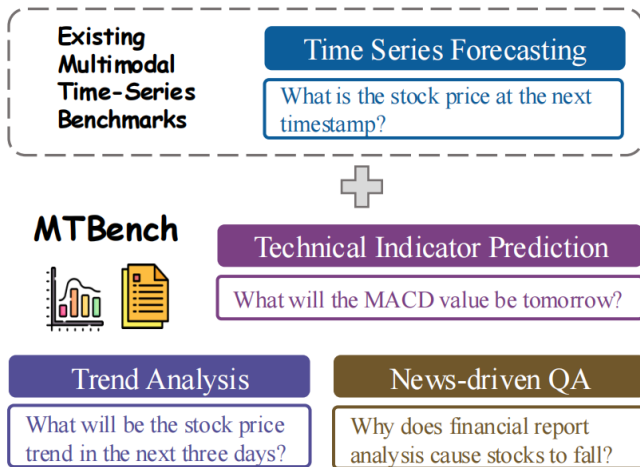 Existing
Multimodal
Time-Series
Benchmarks
Time Series Forecasting
What is the stock price at the next
timestamp?
MTBench
Technical Indicator Prediction
What will the MACD value be tomorrow?
Trend Analysis
What will be the stock price
trend in the next three days?
News-driven QA
Why does financial report
analysis cause stocks to fall?